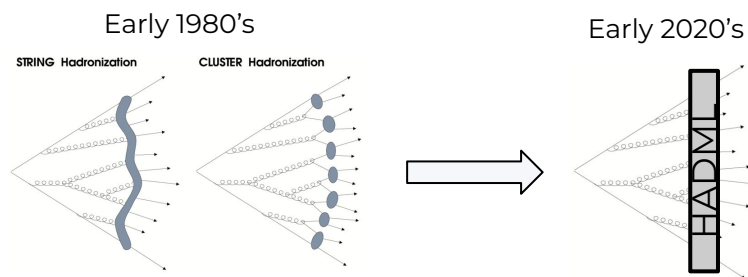 Early 1980's
Early 2020's
STRING Hadronization
CLUSTER Hadronization
HADML